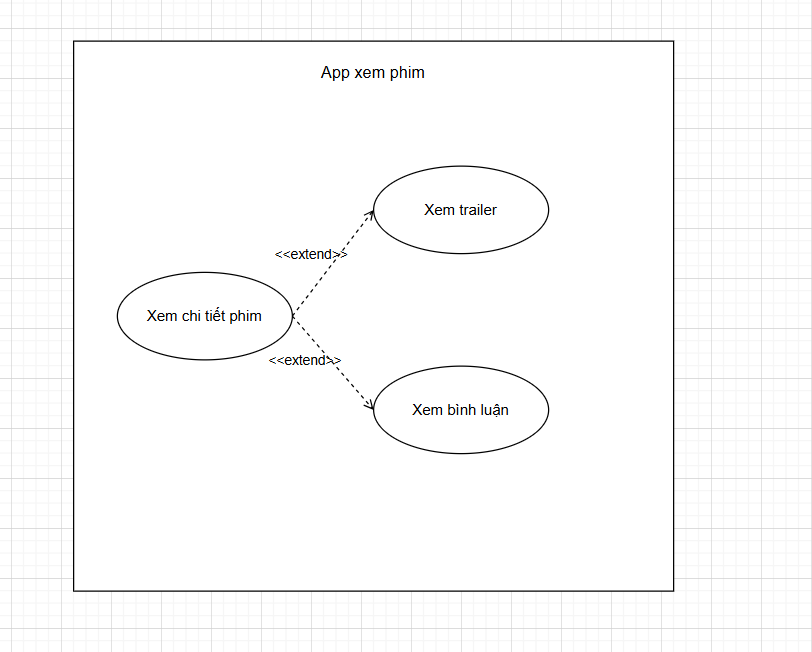 App xem phim
Xem trailer
<<extend>>
Xem chi tiết phim
<<extend>>
Xem bình luận